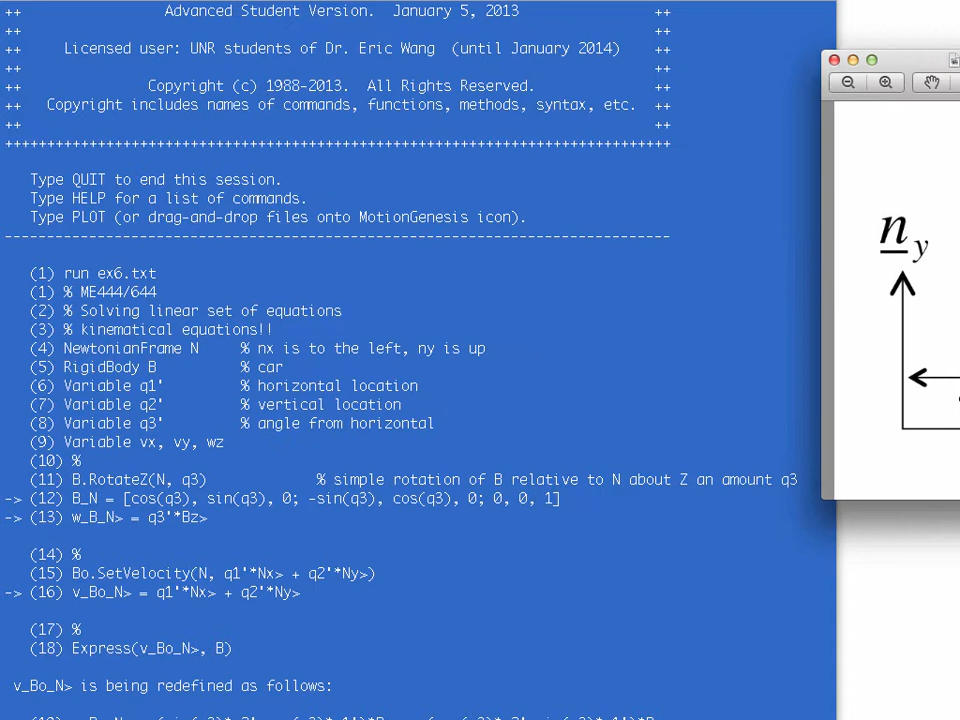 ++ Advanced Student Version. January 5, 2013 ++
++ ++
++ Licensed user: UNR students of Dr. Eric Wang (until January 2014) ++
++ ++
++ Copyright (c) 1988-2013. All Rights Reserved. ++
++ Copyright includes names of commands, functions, methods, syntax, etc. ++
++ ++
+++++++++++++++++++++++++++++++++++++++++++++++++++++++++++++++++++++++++++++++
Type QUIT to end this session.
Type HELP for a list of commands.
Type PLOT (or drag-and-drop files onto MotionGenesis icon).
-------------------------------------------------------------------------------
(1) run ex6.txt
(1) % ME444/644
(2) % Solving linear set of equations
(3) % kinematical equations!!
(4) NewtonianFrame N % nx is to the left, ny is up
(5) RigidBody B % car
(6) Variable q1' % horizontal location
(7) Variable q2' % vertical location
(8) Variable q3' % angle from horizontal
(9) Variable vx, vy, wz
(10) %
(11) B.RotateZ(N, q3) % simple rotation of B relative to N about Z an amount q3
-> (12) B_N = [cos(q3), sin(q3), 0; -sin(q3), cos(q3), 0; 0, 0, 1]
-> (13) w_B_N> = q3'*Bz>
(14) %
(15) Bo.SetVelocity(N, q1'*Nx> + q2'*Ny>)
-> (16) v_Bo_N> = q1'*Nx> + q2'*Ny>
(17) %
(18) Express(v_Bo_N>, B)
v_Bo_N> is being redefined as follows:
n y